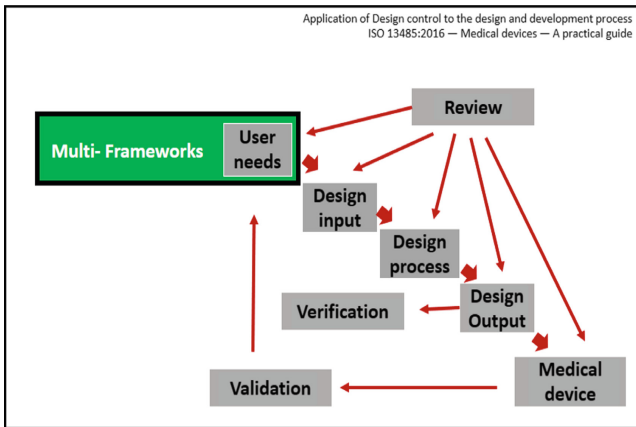 Application of Design control to the design and development process
ISO 13485:2016 — Medical devices — A practical guide
Review
Multi- Frameworks
User
needs
Design
input
Design
process
Design
Output
Verification
Medical
device
Validation